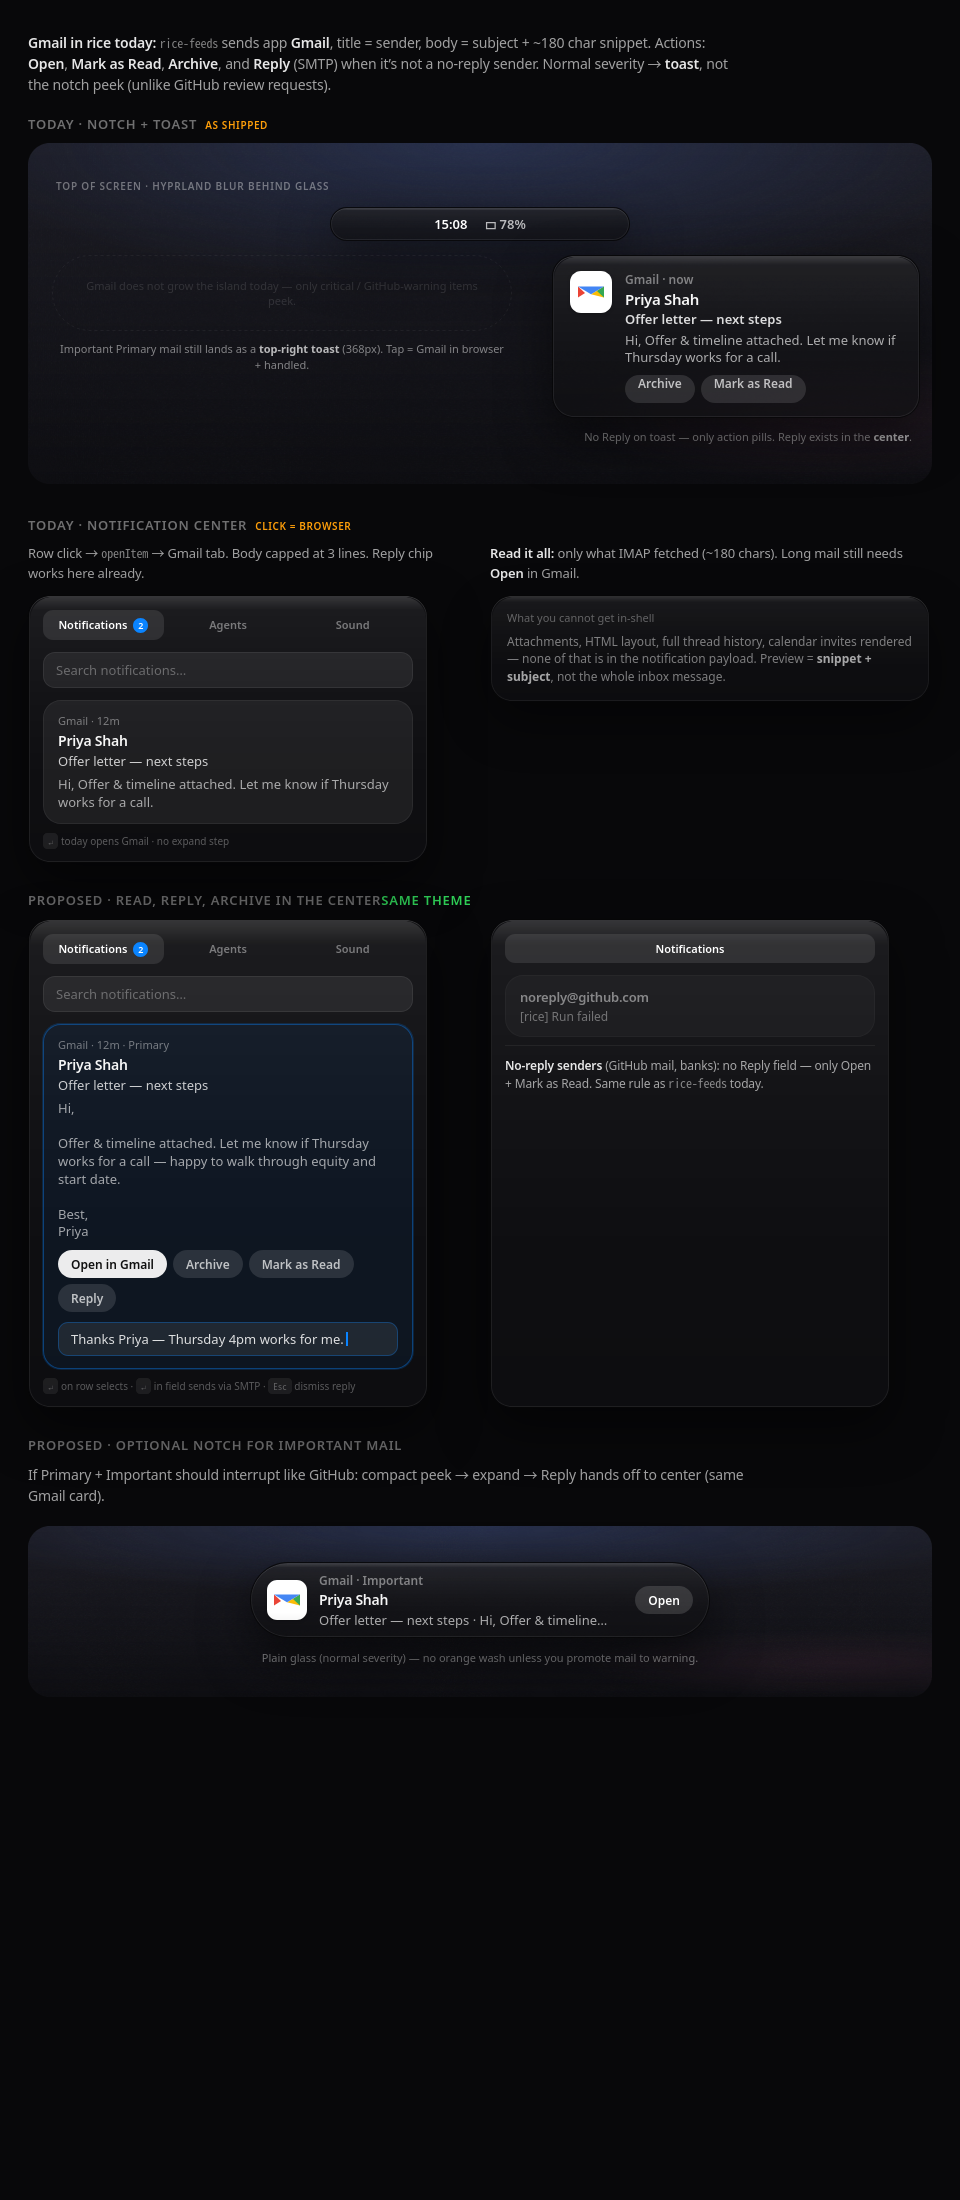 Gmail in rice today: rice-feeds sends app Gmail, title = sender, body = subject + ~180 char snippet. Actions:
Open, Mark as Read, Archive, and Reply (SMTP) when it's not a no-reply sender. Normal severity → toast, not
the notch peek (unlike GitHub review requests).
TODAY · NOTCH + TOAST AS SHIPPED
TOP OF SCREEN · HYPRLAND BLUR BEHIND GLASS
15:08 78%
Gmail does not grow the island today — only critical / GitHub-warning items
peek.
Important Primary mail still lands as a top-right toast (368px). Tap = Gmail in browser
+ handled.
Gmail · now
Priya Shah
Offer letter — next steps
Hi, Offer & timeline attached. Let me know if
Thursday works for a call.
Archive Mark as Read
No Reply on toast — only action pills. Reply exists in the center.
TODAY · NOTIFICATION CENTER CLICK = BROWSER
Row click → openItem → Gmail tab. Body capped at 3 lines. Reply chip
works here already.
Notifications 2 Agents Sound
Search notifications...
Gmail · 12m
Priya Shah
Offer letter — next steps
Hi, Offer & timeline attached. Let me know if Thursday
works for a call.
↵ today opens Gmail · no expand step
Read it all: only what IMAP fetched (~180 chars). Long mail still needs
Open in Gmail.
What you cannot get in-shell
Attachments, HTML layout, full thread history, calendar invites rendered
— none of that is in the notification payload. Preview = snippet +
subject, not the whole inbox message.
PROPOSED · READ, REPLY, ARCHIVE IN THE CENTERSAME THEME
Notifications 2 Agents Sound
Search notifications...
Gmail · 12m · Primary
Priya Shah
Offer letter — next steps
Hi,
Offer & timeline attached. Let me know if Thursday
works for a call — happy to walk through equity and
start date.
Best,
Priya
Open in Gmail Archive Mark as Read
Reply
Thanks Priya — Thursday 4pm works for me.
↵ on row selects · ↵ in field sends via SMTP · Esc dismiss reply
Notifications
noreply@github.com
[rice] Run failed
No-reply senders (GitHub mail, banks): no Reply field — only Open
+ Mark as Read. Same rule as rice-feeds today.
PROPOSED · OPTIONAL NOTCH FOR IMPORTANT MAIL
If Primary + Important should interrupt like GitHub: compact peek → expand → Reply hands off to center (same
Gmail card).
Gmail · Important
Priya Shah
Offer letter — next steps · Hi, Offer & timeline...
Open
Plain glass (normal severity) — no orange wash unless you promote mail to warning.